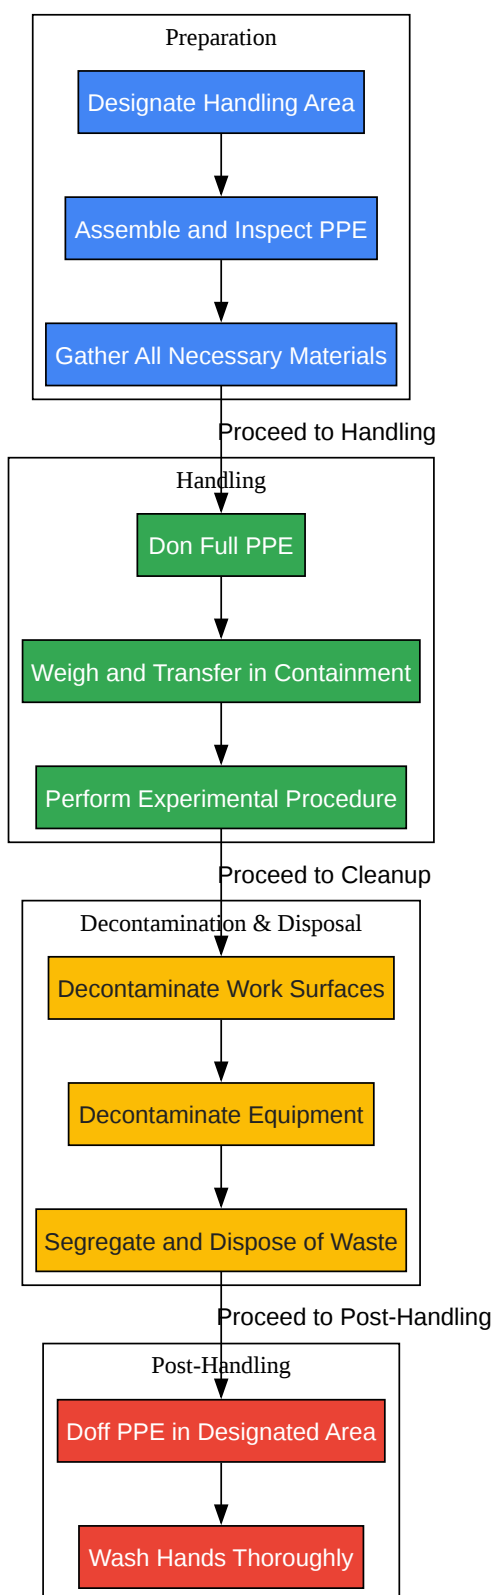 Preparation
Designate Handling Area
Assemble and Inspect PPE
Gather All Necessary Materials
Proceed to Handling
Handling
Don Full PPE
Weigh and Transfer in Containment
Perform Experimental Procedure
Proceed to Cleanup
Decontamination & Disposal
Decontaminate Work Surfaces
Decontaminate Equipment
Segregate and Dispose of Waste
Proceed to Post-Handling
Post-Handling
Doff PPE in Designated Area
Wash Hands Thoroughly